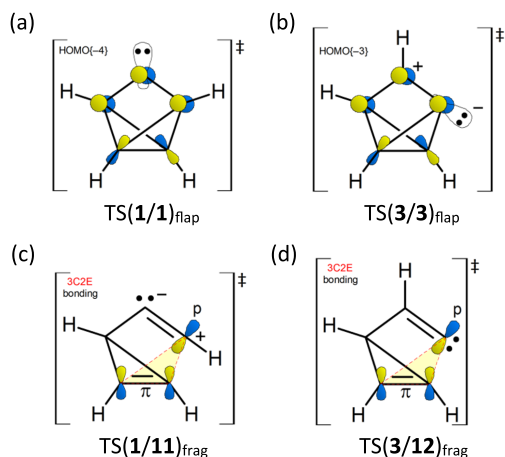 (a)
HOMO{−4}
‡
H
H
H
H
TS(1/1)flap
(b)
HOMO{−3}
H
+
‡
H
−
H
H
TS(3/3)flap
(c)
3C2E
bonding
−
‡
p
H
+
H
π
H
H
TS(1/11)frag
(d)
3C2E
bonding
H
‡
p
H
π
H
H
TS(3/12)frag